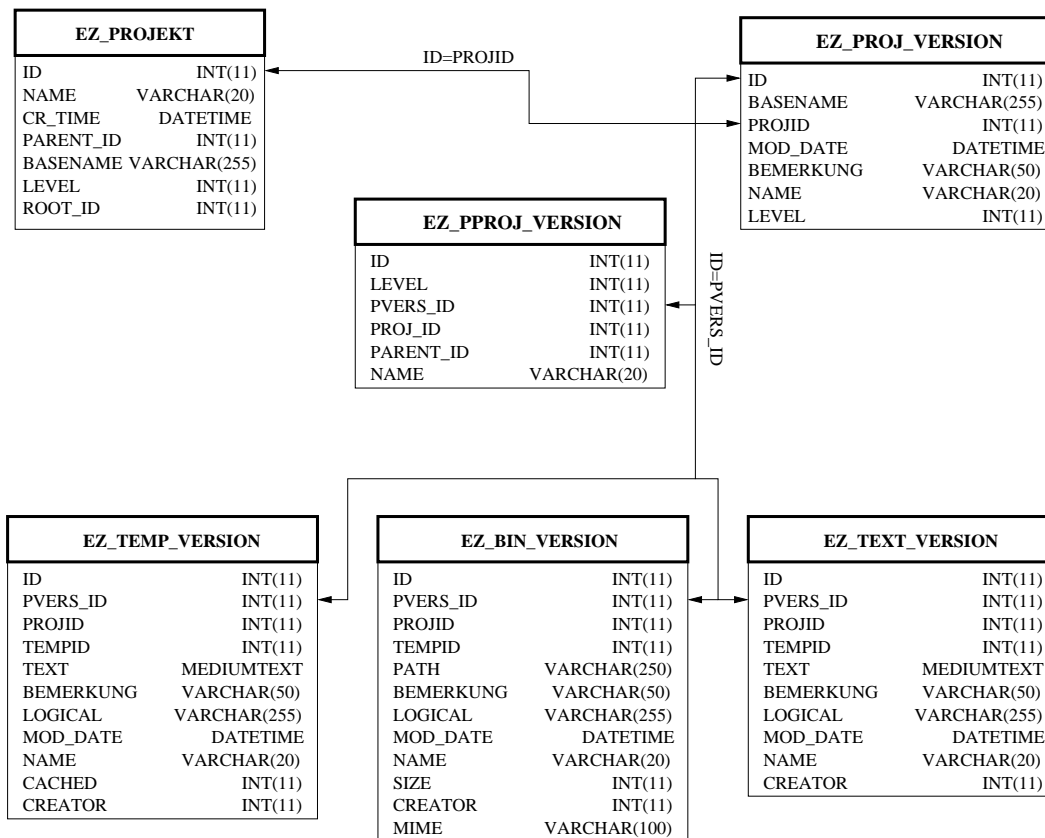 EZ_PROJEKT
ID INT(11)
NAME VARCHAR(20)
CR_TIME DATETIME
PARENT_ID INT(11)
BASENAME VARCHAR(255)
LEVEL INT(11)
ROOT_ID INT(11)
ID=PROJID
EZ_PROJ_VERSION
ID INT(11)
BASENAME VARCHAR(255)
PROJID INT(11)
MOD_DATE DATETIME
BEMERKUNG VARCHAR(50)
NAME VARCHAR(20)
LEVEL INT(11)
EZ_PPROJ_VERSION
ID INT(11)
LEVEL INT(11)
PVERS_ID INT(11)
PROJ_ID INT(11)
PARENT_ID INT(11)
NAME VARCHAR(20)
ID=PVERS_ID
EZ_TEMP_VERSION
ID INT(11)
PVERS_ID INT(11)
PROJID INT(11)
TEMPID INT(11)
TEXT MEDIUMTEXT
BEMERKUNG VARCHAR(50)
LOGICAL VARCHAR(255)
MOD_DATE DATETIME
NAME VARCHAR(20)
CACHED INT(11)
CREATOR INT(11)
EZ_BIN_VERSION
ID INT(11)
PVERS_ID INT(11)
PROJID INT(11)
TEMPID INT(11)
PATH VARCHAR(250)
BEMERKUNG VARCHAR(50)
LOGICAL VARCHAR(255)
MOD_DATE DATETIME
NAME VARCHAR(20)
SIZE INT(11)
CREATOR INT(11)
MIME VARCHAR(100)
EZ_TEXT_VERSION
ID INT(11)
PVERS_ID INT(11)
PROJID INT(11)
TEMPID INT(11)
TEXT MEDIUMTEXT
BEMERKUNG VARCHAR(50)
LOGICAL VARCHAR(255)
MOD_DATE DATETIME
NAME VARCHAR(20)
CREATOR INT(11)